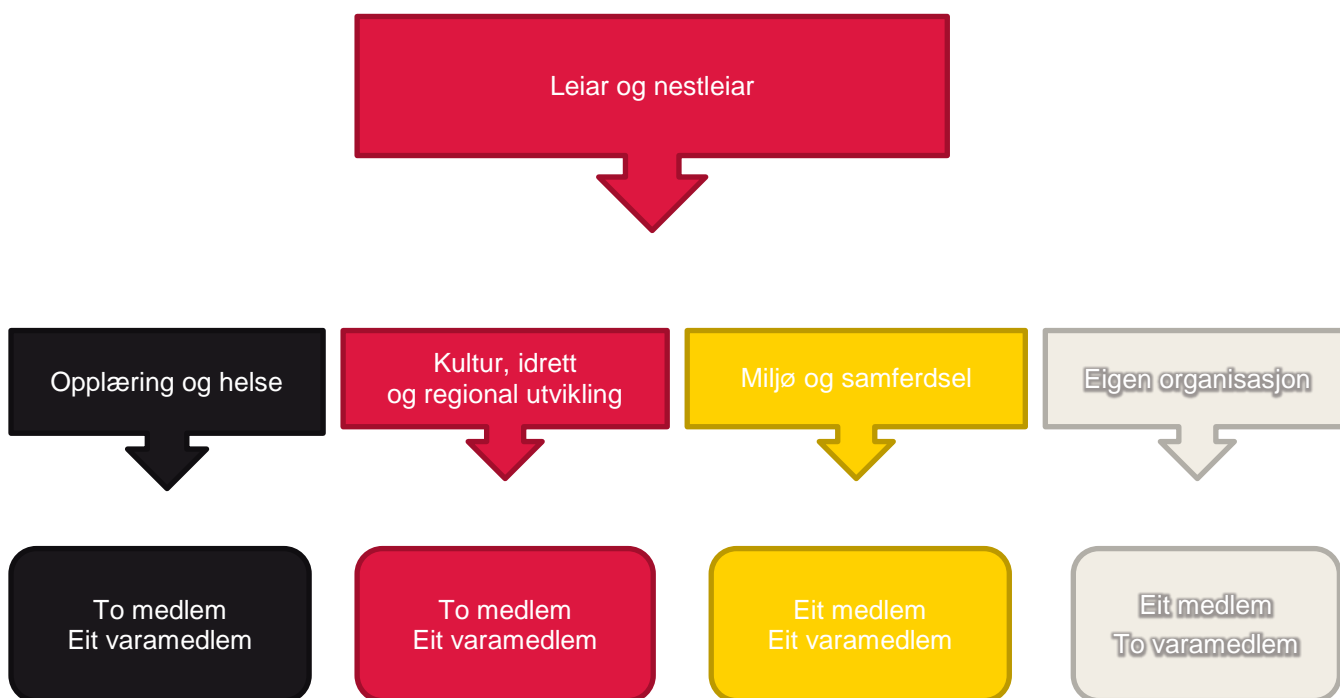 Leiar og nestleiar
Opplæring og helse
Kultur, idrett
og regional utvikling
Miljø og samferdsel
Eigen organisasjon
To medlem
Eit varamedlem
To medlem
Eit varamedlem
Eit medlem
Eit varamedlem
Eit medlem
To varamedlem